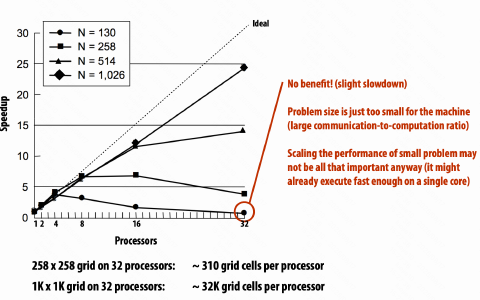 Ideal
N = 130
N = 258
N = 514
N = 1,026
30
25
20
15
10
5
0
Speedup
1 2 4 8 16 32
Processors
No benefit! (slight slowdown)
Problem size is just too small for the machine
(large communication-to-computation ratio)
Scaling the performance of small problem may
not be all that important anyway (it might
already execute fast enough on a single core)
258 x 258 grid on 32 processors: ~ 310 grid cells per processor
1K x 1K grid on 32 processors: ~ 32K grid cells per processor